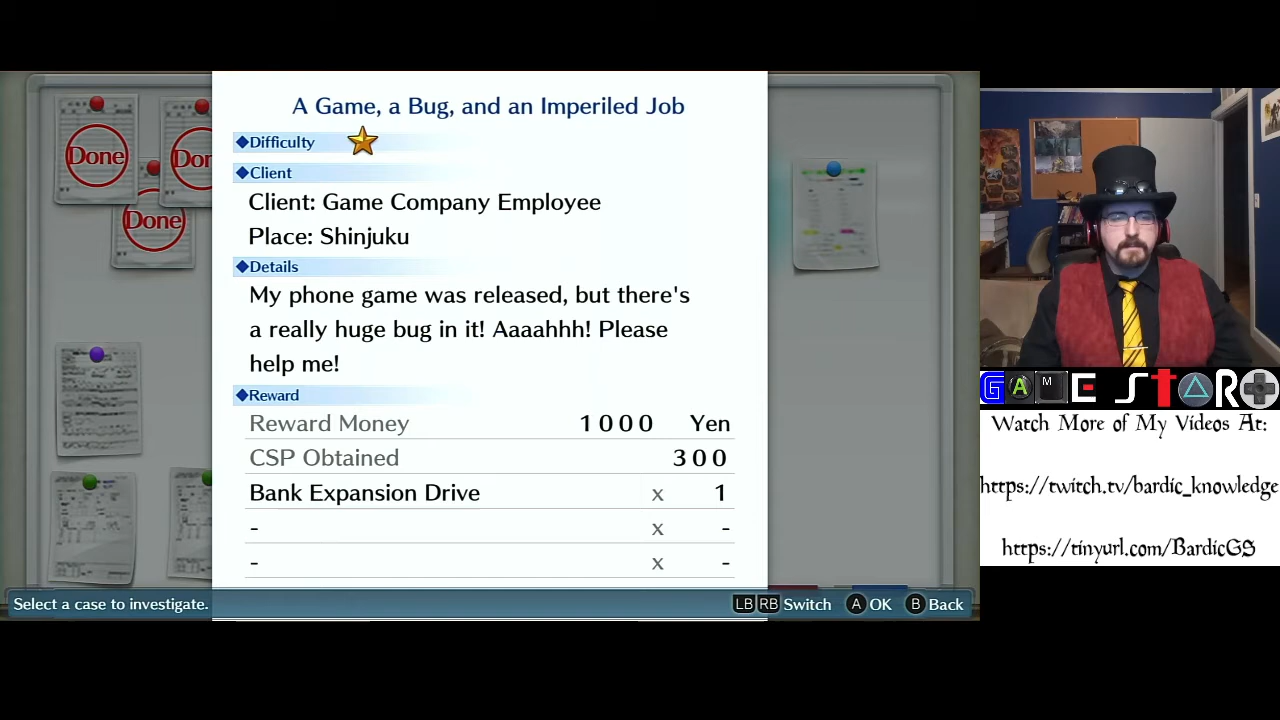 A Game, a Bug, and an Imperiled Job
Difficulty
Client
Client: Game Company Employee
Place: Shinjuku
Details
My phone game was released, but there's
a really huge bug in it! Aaaahhh! Please
help me!
Reward
Reward Money 1000 Yen
CSP Obtained 300
Bank Expansion Drive x 1
- x -
- x -
Done
Done
Done
Select a case to investigate.
LB RB Switch A OK B Back
GAMESTAR
Watch More of My Videos At:
https://twitch.tv/bardic_knowledge
https://tinyurl.com/BardicGS